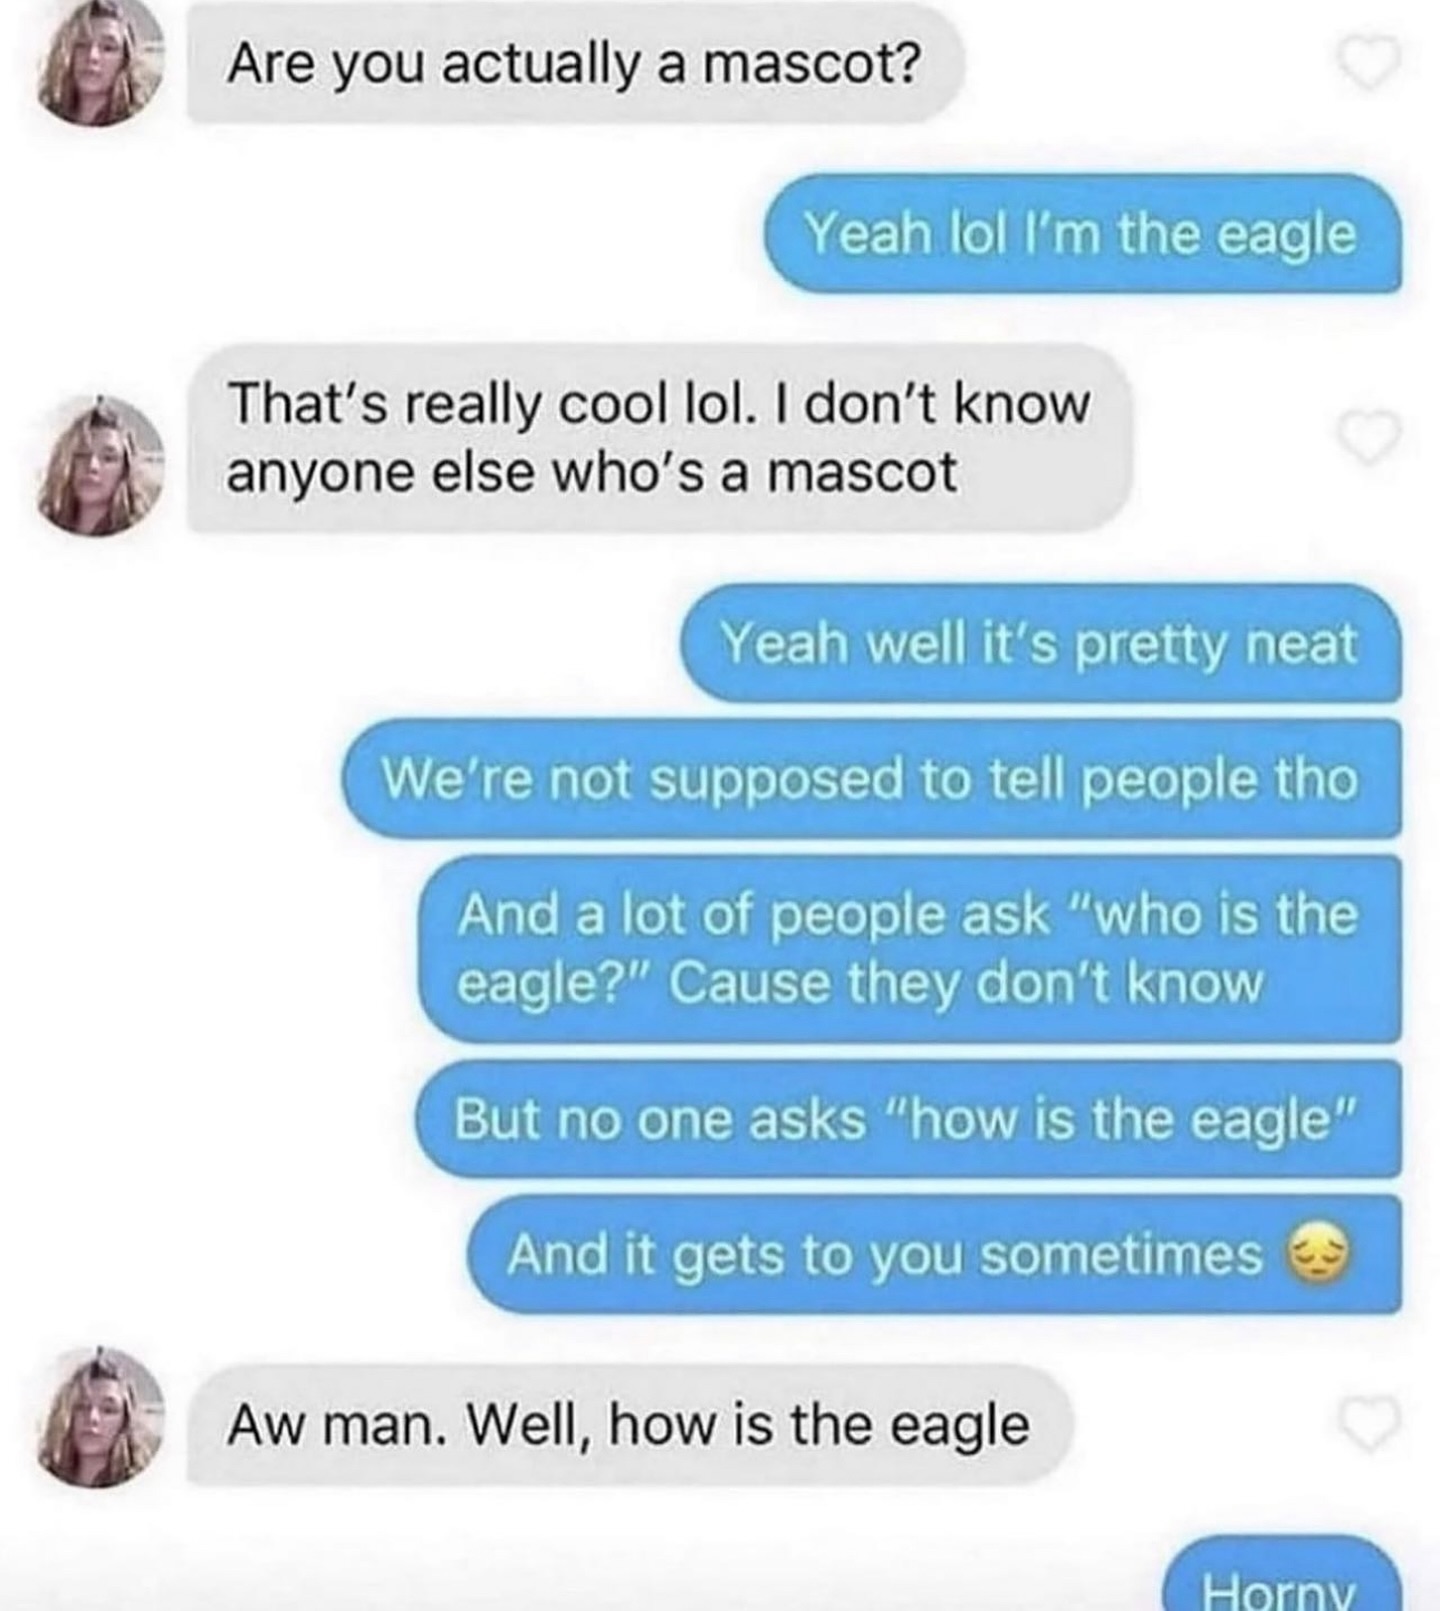 Are you actually a mascot?
Yeah lol I'm the eagle
That's really cool lol. I don't know
anyone else who's a mascot
Yeah well it's pretty neat
We're not supposed to tell people tho
And a lot of people ask "who is the
eagle?" Cause they don't know
But no one asks "how is the eagle"
And it gets to you sometimes 😔
Aw man. Well, how is the eagle
Horny